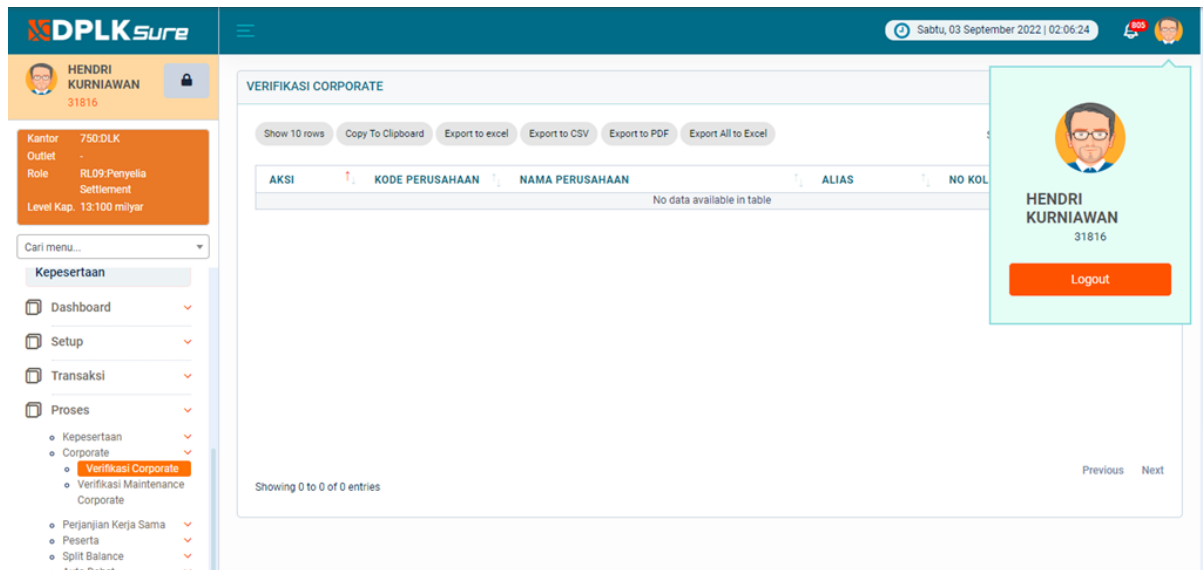 DPLKSure
Sabtu, 03 September 2022 | 02:06:24
805
HENDRI
KURNIAWAN
31816
Kantor 750:DLK
Outlet -
Role RL09:Penyelia
Settlement
Level Kap. 13:100 milyar
Cari menu...
Kepesertaan
Dashboard
Setup
Transaksi
Proses
Kepesertaan
Corporate
Verifikasi Corporate
Verifikasi Maintenance
Corporate
Perjanjian Kerja Sama
Peserta
Split Balance
VERIFIKASI CORPORATE
Show 10 rows Copy To Clipboard Export to excel Export to CSV Export to PDF Export All to Excel
AKSI KODE PERUSAHAAN NAMA PERUSAHAAN ALIAS NO KOL
No data available in table
Showing 0 to 0 of 0 entries
Previous Next
HENDRI
KURNIAWAN
31816
Logout